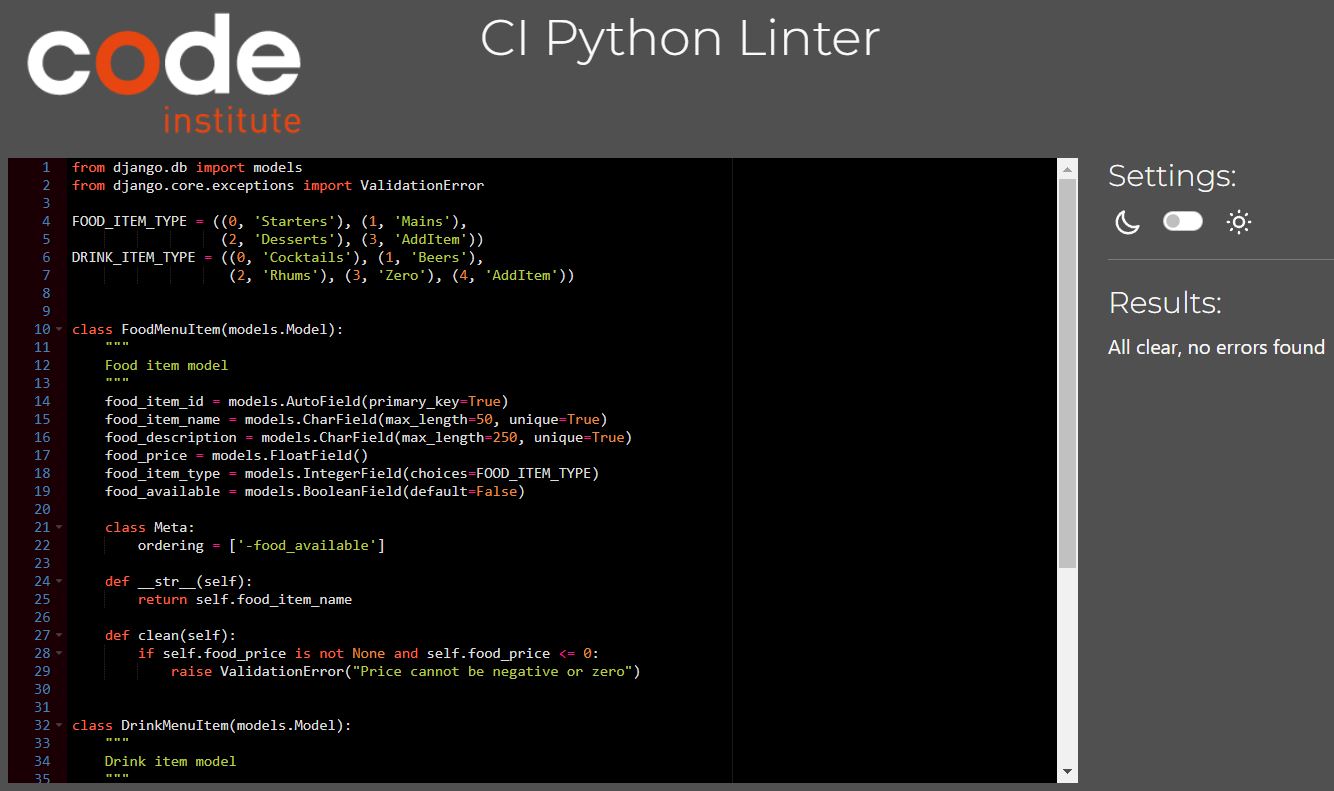 code
institute
CI Python Linter
1 from django.db import models
2 from django.core.exceptions import ValidationError
3
4 FOOD_ITEM_TYPE = ((0, 'Starters'), (1, 'Mains'),
5                   (2, 'Desserts'), (3, 'AddItem'))
6 DRINK_ITEM_TYPE = ((0, 'Cocktails'), (1, 'Beers'),
7                    (2, 'Rhums'), (3, 'Zero'), (4, 'AddItem'))
8
9
10 class FoodMenuItem(models.Model):
11     """
12     Food item model
13     """
14     food_item_id = models.AutoField(primary_key=True)
15     food_item_name = models.CharField(max_length=50, unique=True)
16     food_description = models.CharField(max_length=250, unique=True)
17     food_price = models.FloatField()
18     food_item_type = models.IntegerField(choices=FOOD_ITEM_TYPE)
19     food_available = models.BooleanField(default=False)
20
21     class Meta:
22         ordering = ['-food_available']
23
24     def __str__(self):
25         return self.food_item_name
26
27     def clean(self):
28         if self.food_price is not None and self.food_price <= 0:
29             raise ValidationError("Price cannot be negative or zero")
30
31
32 class DrinkMenuItem(models.Model):
33     """
34     Drink item model
35     """
Settings:
Results:
All clear, no errors found